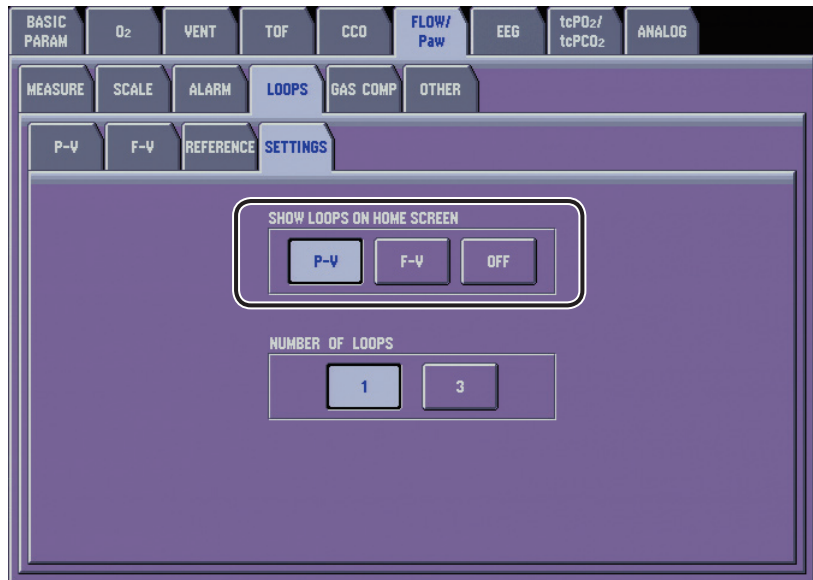 BASIC PARAM O2 VENT TOF CCO FLOW/ Paw EEG tcPO2/ tcPCO2 ANALOG
MEASURE SCALE ALARM LOOPS GAS COMP OTHER
P-V F-V REFERENCE SETTINGS
SHOW LOOPS ON HOME SCREEN
P-V F-V OFF
NUMBER OF LOOPS
1 3